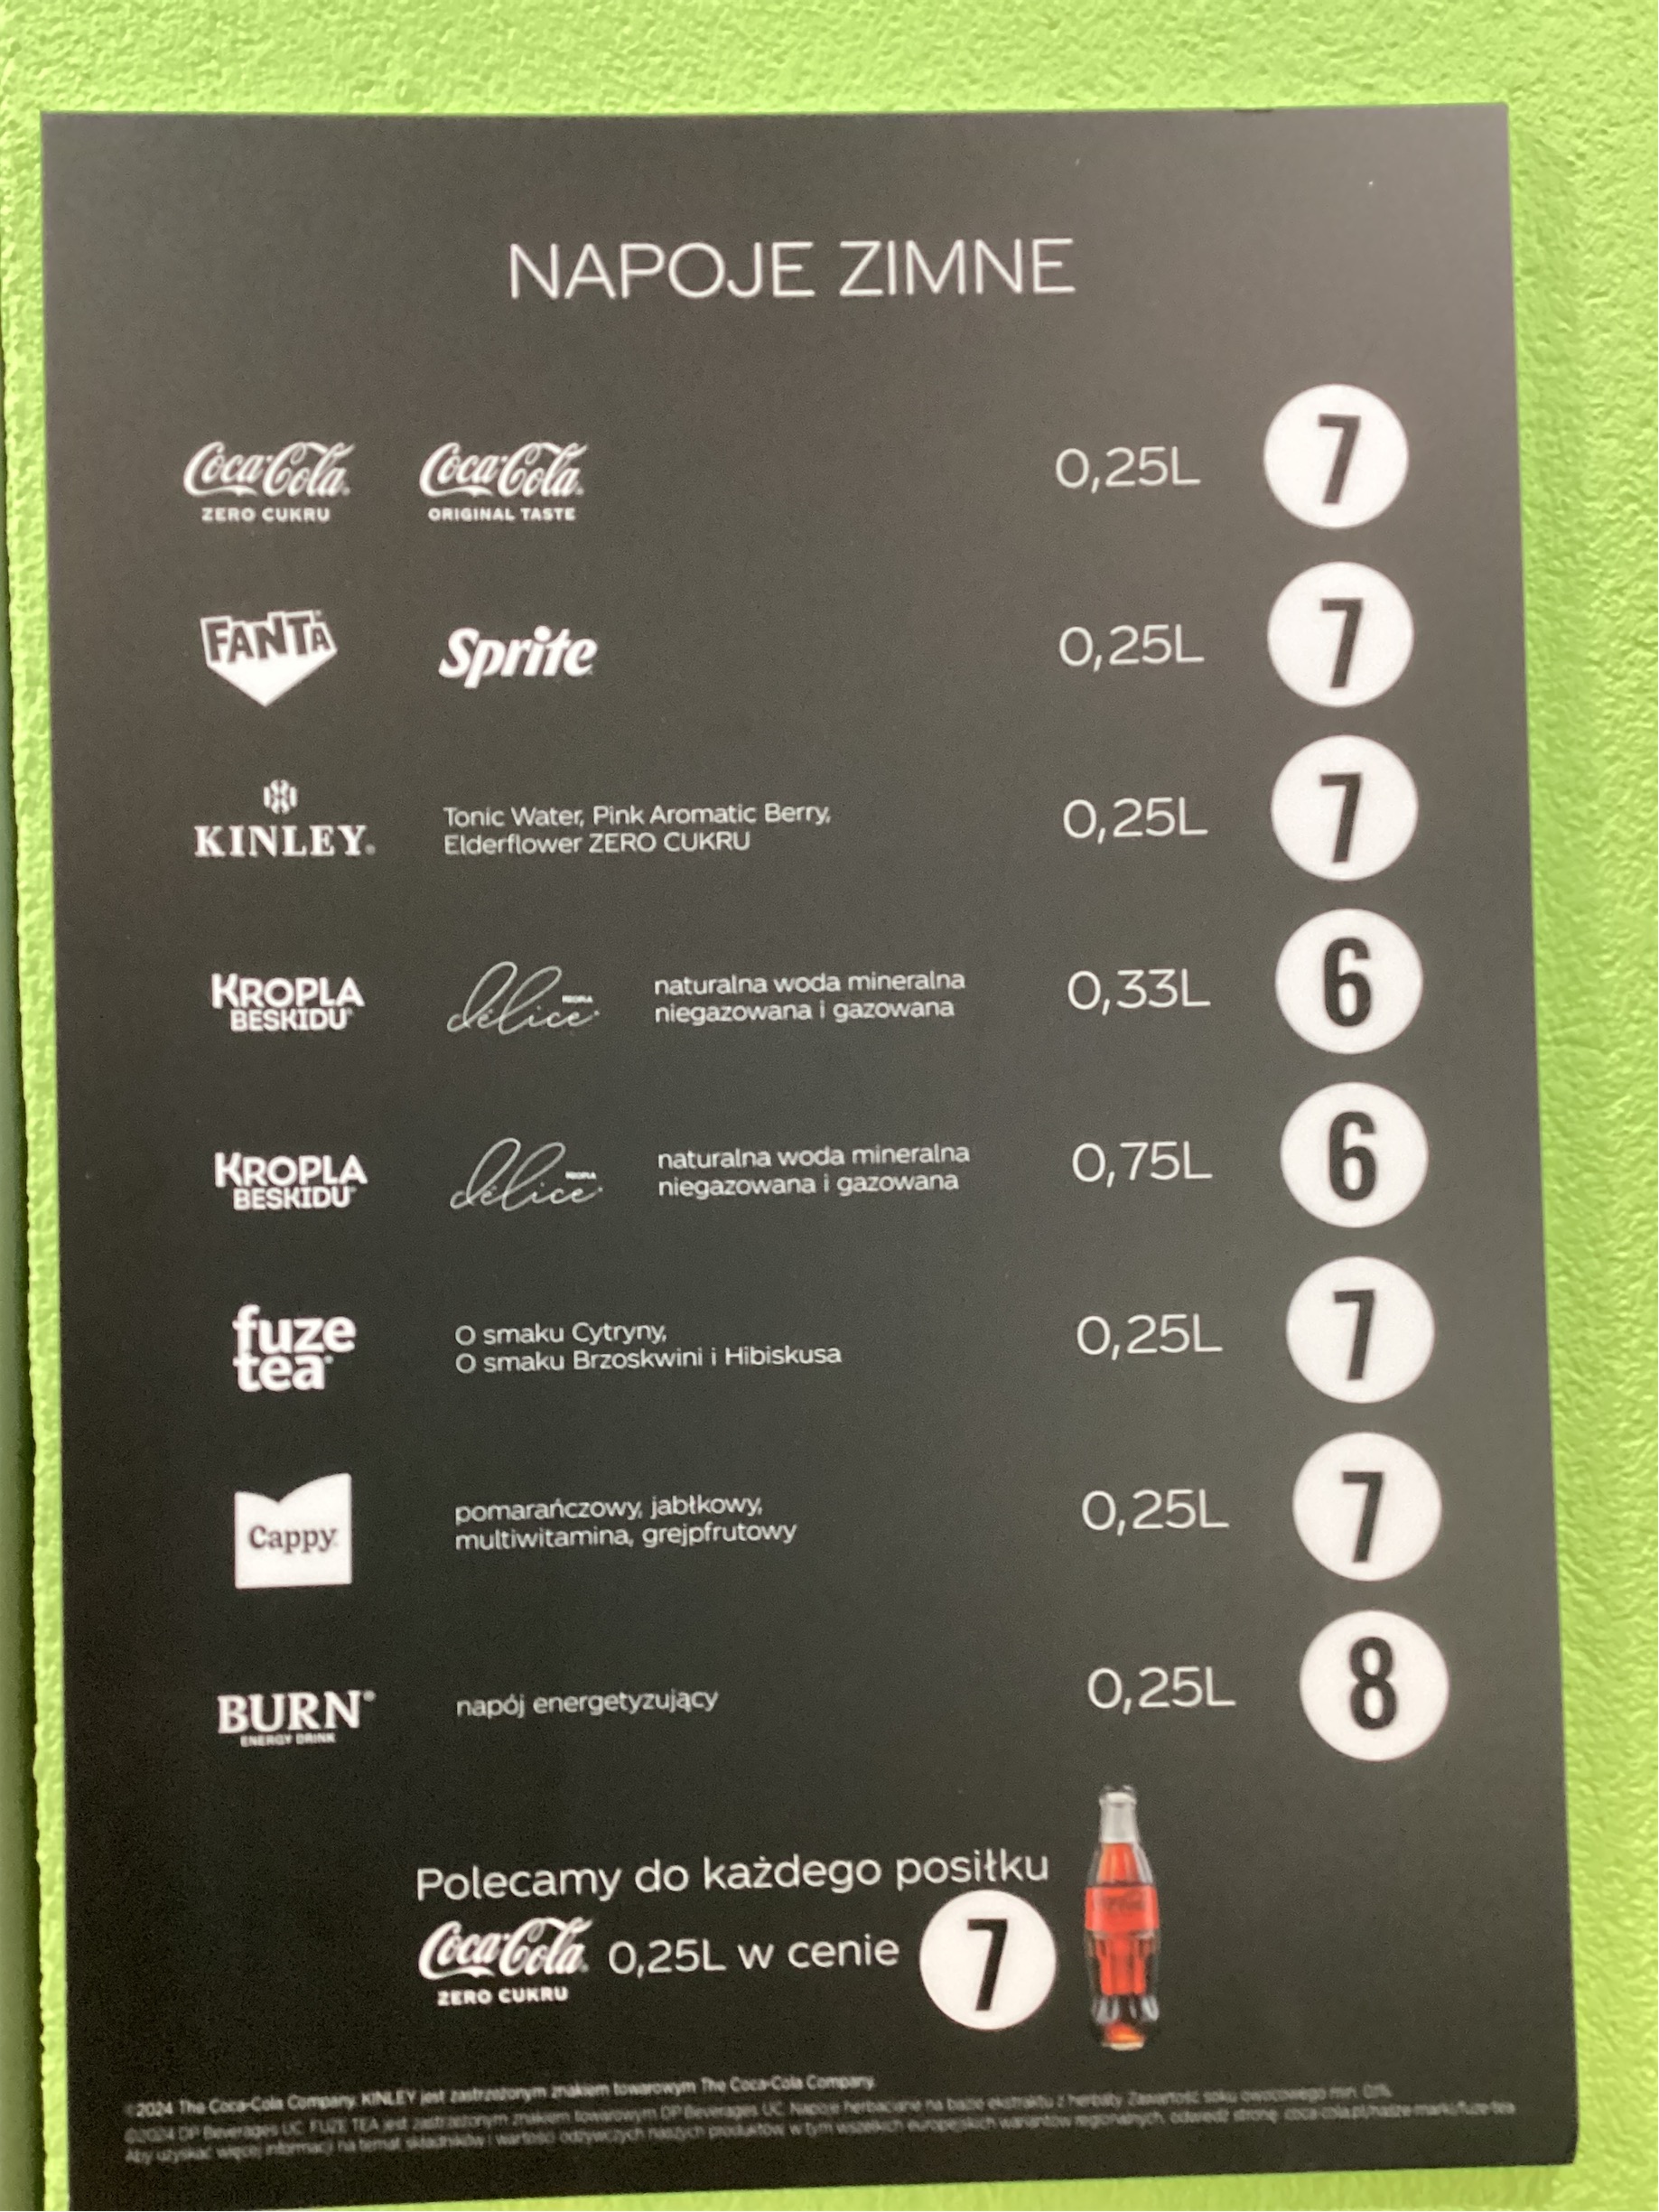 NAPOJE ZIMNE
Coca-Cola ZERO CUKRU Coca-Cola ORIGINAL TASTE 0,25L 7
FANTA Sprite 0,25L 7
KINLEY Tonic Water, Pink Aromatic Berry,
Elderflower ZERO CUKRU 0,25L 7
KROPLA BESKIDU KROPLA délice naturalna woda mineralna
niegazowana i gazowana 0,33L 6
KROPLA BESKIDU KROPLA délice naturalna woda mineralna
niegazowana i gazowana 0,75L 6
fuze tea O smaku Cytryny,
O smaku Brzoskwini i Hibiskusa 0,25L 7
Cappy pomarańczowy, jabłkowy,
multiwitamina, grejpfrutowy 0,25L 7
BURN ENERGY DRINK napój energetyzujący 0,25L 8
Polecamy do każdego posiłku
Coca-Cola ZERO CUKRU 0,25L w cenie 7
©2024 The Coca-Cola Company. KINLEY jest zastrzeżonym znakiem towarowym The Coca-Cola Company.
©2024 DP Beverages UC. FUZE TEA jest zastrzeżonym znakiem towarowym DP Beverages UC. Napoje herbaciane na bazie ekstraktu z herbaty. Zawartość soku owocowego min. 0,1%.
Aby uzyskać więcej informacji na temat składników i wartości odżywczych naszych produktów w tym wszelkich europejskich wariantów regionalnych, odwiedź stronę: coca-cola.pl/nasze-marki/fuze-tea